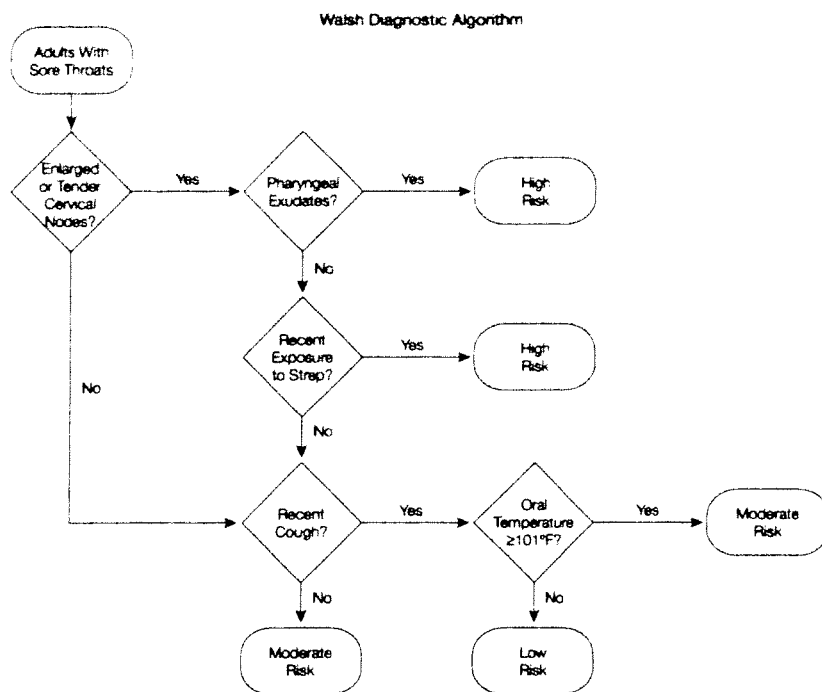 Walsh Diagnostic Algorithm
Adults With
Sore Throats
Enlarged
or Tender
Cervical
Nodes?
Yes
Pharyngeal
Exudates?
Yes
High
Risk
No
Recent
Exposure
to Strep?
Yes
High
Risk
No
No
Recent
Cough?
Yes
Oral
Temperature
≥101°F?
Yes
Moderate
Risk
No
No
Moderate
Risk
Low
Risk